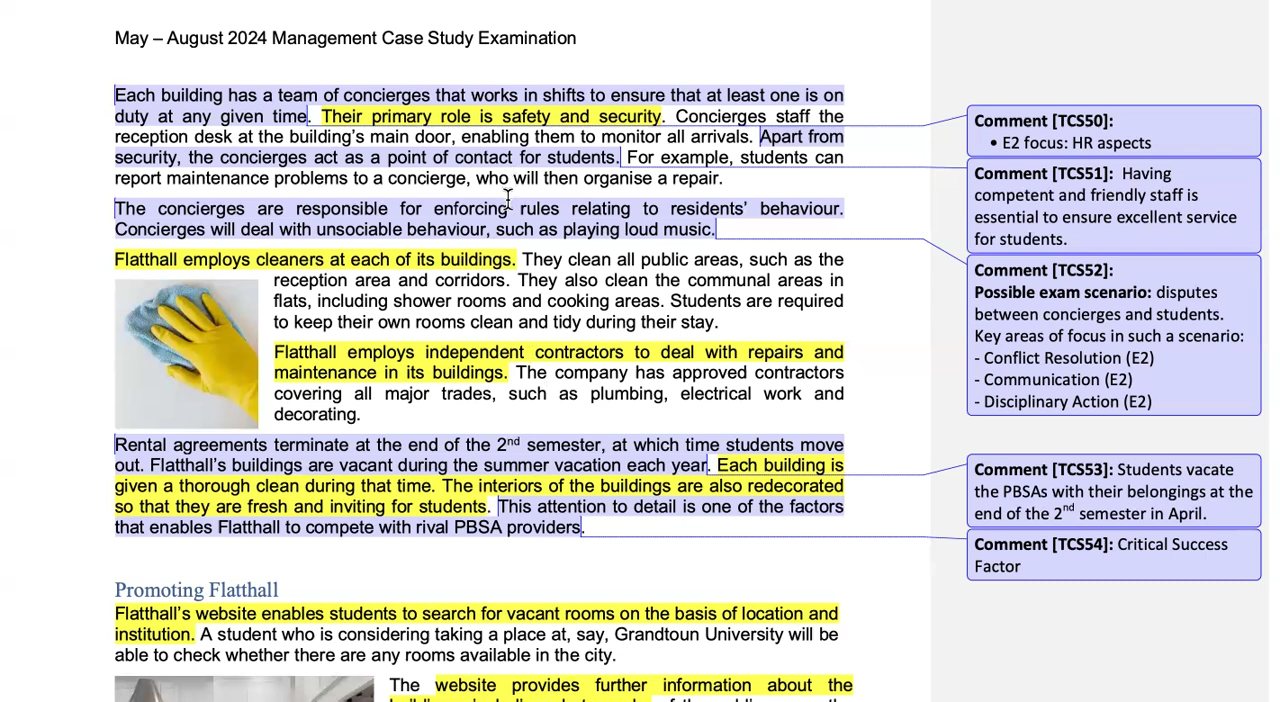 May – August 2024 Management Case Study Examination
Each building has a team of concierges that works in shifts to ensure that at least one is on
duty at any given time. Their primary role is safety and security. Concierges staff the
reception desk at the building's main door, enabling them to monitor all arrivals. Apart from
security, the concierges act as a point of contact for students. For example, students can
report maintenance problems to a concierge, who will then organise a repair.
The concierges are responsible for enforcing rules relating to residents' behaviour.
Concierges will deal with unsociable behaviour, such as playing loud music.
Flatthall employs cleaners at each of its buildings. They clean all public areas, such as the
reception area and corridors. They also clean the communal areas in
flats, including shower rooms and cooking areas. Students are required
to keep their own rooms clean and tidy during their stay.
Flatthall employs independent contractors to deal with repairs and
maintenance in its buildings. The company has approved contractors
covering all major trades, such as plumbing, electrical work and
decorating.
Rental agreements terminate at the end of the 2nd semester, at which time students move
out. Flatthall's buildings are vacant during the summer vacation each year. Each building is
given a thorough clean during that time. The interiors of the buildings are also redecorated
so that they are fresh and inviting for students. This attention to detail is one of the factors
that enables Flatthall to compete with rival PBSA providers.
Promoting Flatthall
Flatthall's website enables students to search for vacant rooms on the basis of location and
institution. A student who is considering taking a place at, say, Grandtoun University will be
able to check whether there are any rooms available in the city.
The website provides further information about the
Comment [TCS50]:
• E2 focus: HR aspects
Comment [TCS51]: Having
competent and friendly staff is
essential to ensure excellent service
for students.
Comment [TCS52]:
Possible exam scenario: disputes
between concierges and students.
Key areas of focus in such a scenario:
- Conflict Resolution (E2)
- Communication (E2)
- Disciplinary Action (E2)
Comment [TCS53]: Students vacate
the PBSAs with their belongings at the
end of the 2nd semester in April.
Comment [TCS54]: Critical Success
Factor